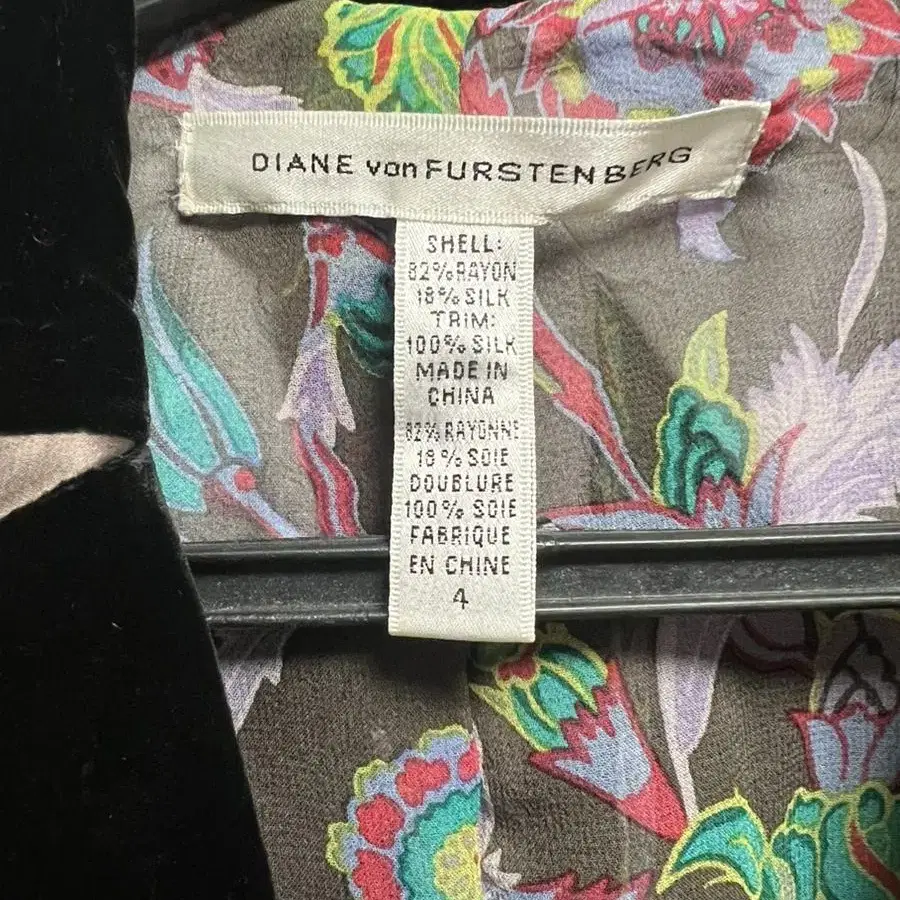 DIANE von FURSTENBERG
SHELL:
82% RAYON
18% SILK
TRIM:
100% SILK
MADE IN
CHINA
82% RAYONNE
18% SOIE
DOUBLURE
100% SOIE
FABRIQUE
EN CHINE
4